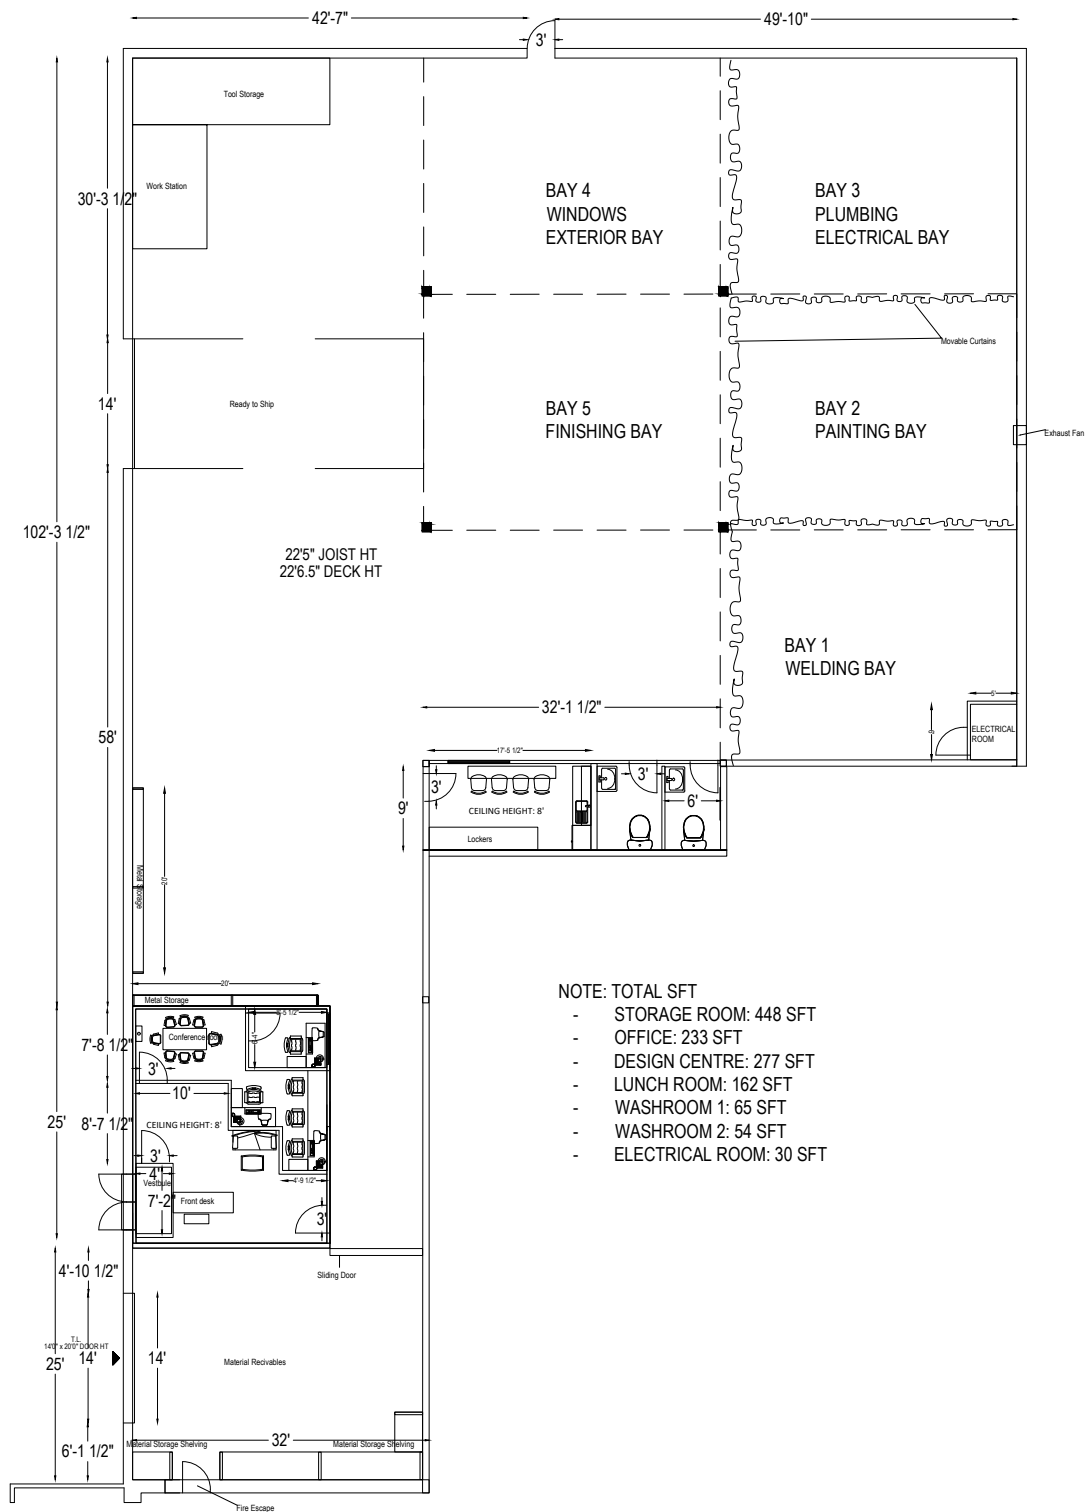 42'-7"
49'-10"
3'
Tool Storage
Work Station
30'-3 1/2"
BAY 4
WINDOWS
EXTERIOR BAY
BAY 3
PLUMBING
ELECTRICAL BAY
Movable Curtains
14'
Ready to Ship
BAY 5
FINISHING BAY
BAY 2
PAINTING BAY
Exhaust Fan
102'-3 1/2"
22'5" JOIST HT
22'6.5" DECK HT
BAY 1
WELDING BAY
32'-1 1/2"
5'
ELECTRICAL
ROOM
58'
17'-5 1/2"
3'
3'
6'
9'
CEILING HEIGHT: 8'
Lockers
Metal Storage
20'
20'
Metal Storage
NOTE: TOTAL SFT
- STORAGE ROOM: 448 SFT
- OFFICE: 233 SFT
- DESIGN CENTRE: 277 SFT
- LUNCH ROOM: 162 SFT
- WASHROOM 1: 65 SFT
- WASHROOM 2: 54 SFT
- ELECTRICAL ROOM: 30 SFT
7'-8 1/2"
3'
10'
8'-7 1/2"
25'
CEILING HEIGHT: 8'
3'
4'
Vestbule
7'-2"
Front desk
4'-9 1/2"
3'
4'-10 1/2"
Sliding Door
T.L.
14'0" x 20'0" DOOR HT
25'
14'
14'
Material Recivables
6'-1 1/2"
32'
Material Storage Shelving
Material Storage Shelving
Fire Escape